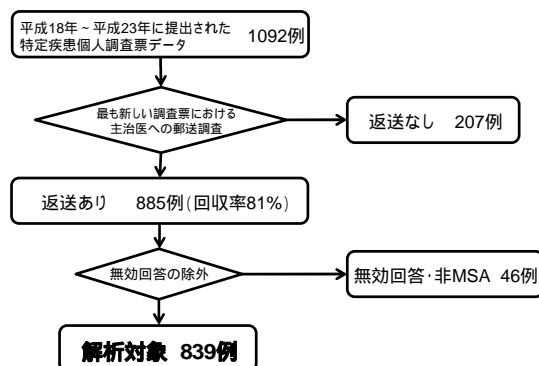 平成18年~平成23年に提出された
特定疾患個人調査票データ 1092例
最も新しい調査票における
主治医への郵送調査
返送なし 207例
返送あり 885例(回収率81%)
無効回答の除外
無効回答・非MSA 46例
解析対象 839例